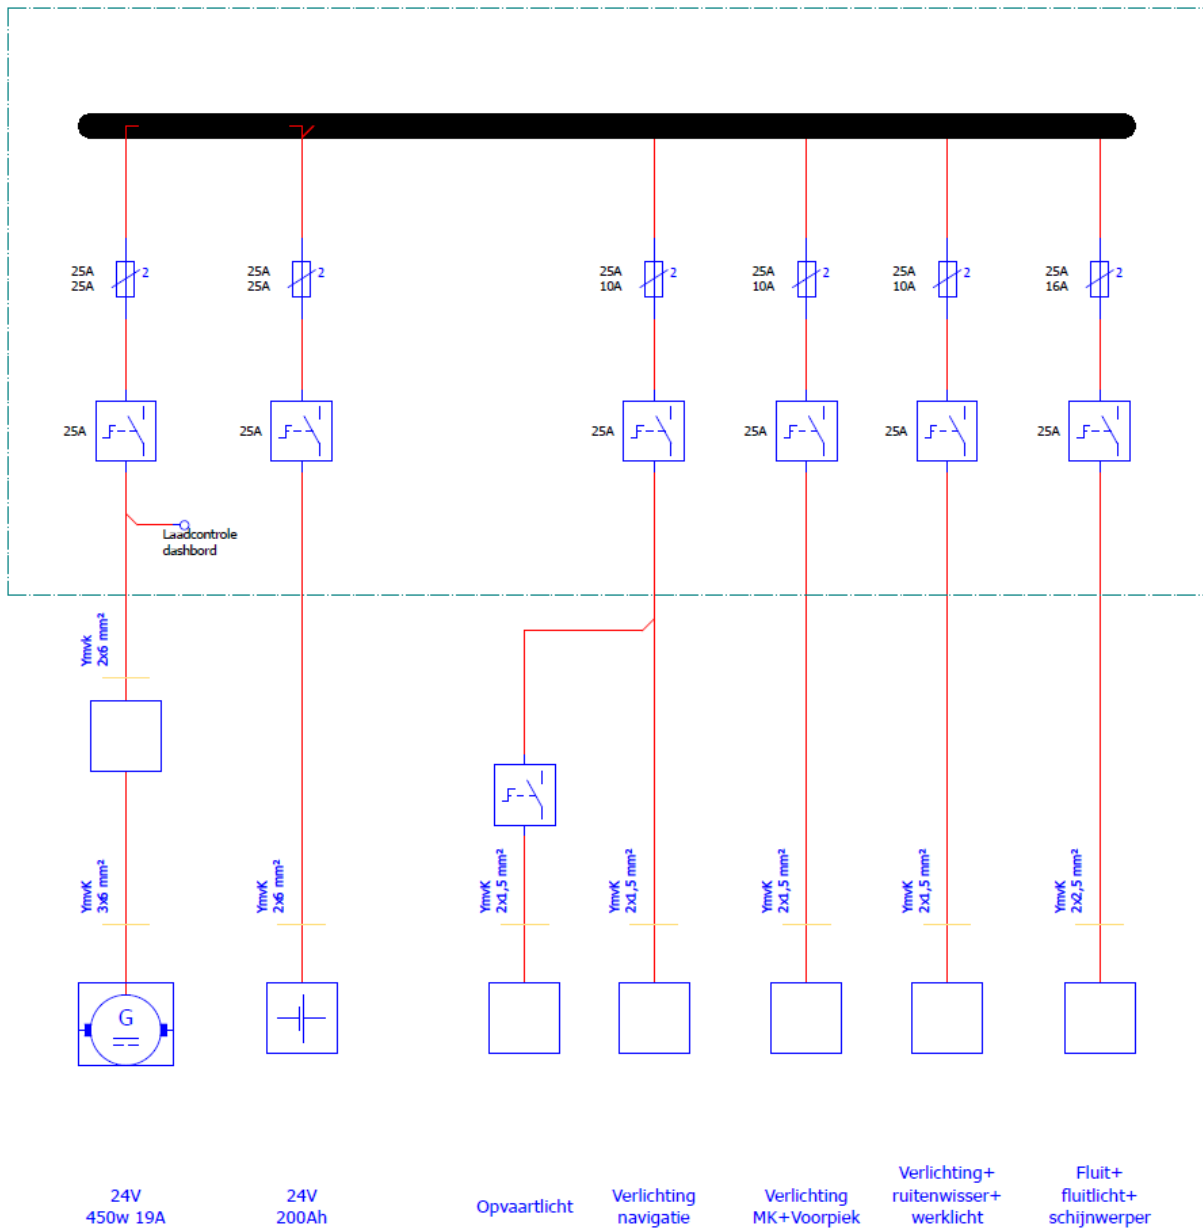 25A
25A
2
25A
25A
2
25A
10A
2
25A
10A
2
25A
10A
2
25A
16A
2
25A
25A
25A
25A
25A
25A
Laadcontrole
dashbord
Ymvk
2x6 mm²
YmvK
3x6 mm²
YmvK
2x6 mm²
YmvK
2x1,5 mm²
YmvK
2x1,5 mm²
YmvK
2x1,5 mm²
YmvK
2x1,5 mm²
YmvK
2x2,5 mm²
G
24V
450w 19A
24V
200Ah
Opvaartlicht
Verlichting
navigatie
Verlichting
MK+Voorpiek
Verlichting+
ruitenwisser+
werklicht
Fluit+
fluitlicht+
schijnwerper